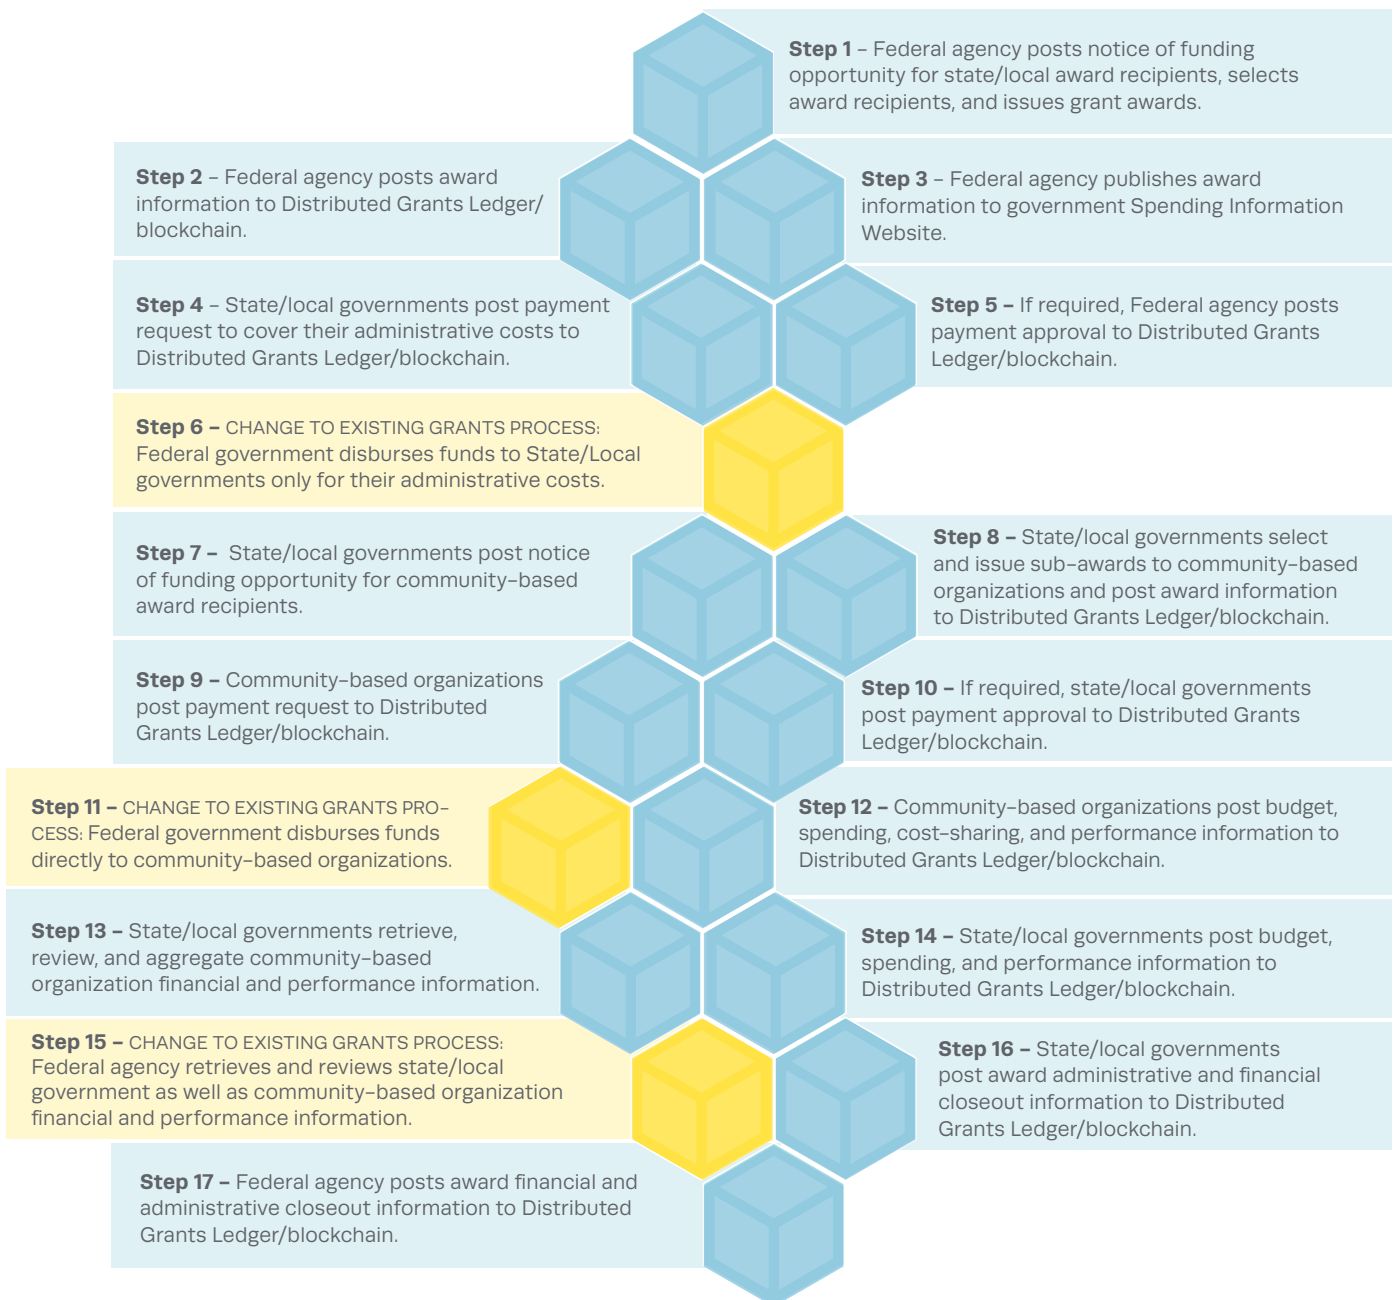 Step 1 – Federal agency posts notice of funding
opportunity for state/local award recipients, selects
award recipients, and issues grant awards.
Step 2 – Federal agency posts award
information to Distributed Grants Ledger/
blockchain.
Step 3 – Federal agency publishes award
information to government Spending Information
Website.
Step 4 – State/local governments post payment
request to cover their administrative costs to
Distributed Grants Ledger/blockchain.
Step 5 – If required, Federal agency posts
payment approval to Distributed Grants
Ledger/blockchain.
Step 6 – CHANGE TO EXISTING GRANTS PROCESS:
Federal government disburses funds to State/Local
governments only for their administrative costs.
Step 7 – State/local governments post notice
of funding opportunity for community-based
award recipients.
Step 8 – State/local governments select
and issue sub-awards to community-based
organizations and post award information
to Distributed Grants Ledger/blockchain.
Step 9 – Community-based organizations
post payment request to Distributed
Grants Ledger/blockchain.
Step 10 – If required, state/local governments
post payment approval to Distributed Grants
Ledger/blockchain.
Step 11 – CHANGE TO EXISTING GRANTS PRO-
CESS: Federal government disburses funds
directly to community-based organizations.
Step 12 – Community-based organizations post budget,
spending, cost-sharing, and performance information to
Distributed Grants Ledger/blockchain.
Step 13 – State/local governments retrieve,
review, and aggregate community-based
organization financial and performance information.
Step 14 – State/local governments post budget,
spending, and performance information to
Distributed Grants Ledger/blockchain.
Step 15 – CHANGE TO EXISTING GRANTS PROCESS:
Federal agency retrieves and reviews state/local
government as well as community-based organization
financial and performance information.
Step 16 – State/local governments
post award administrative and financial
closeout information to Distributed
Grants Ledger/blockchain.
Step 17 – Federal agency posts award financial and
administrative closeout information to Distributed
Grants Ledger/blockchain.